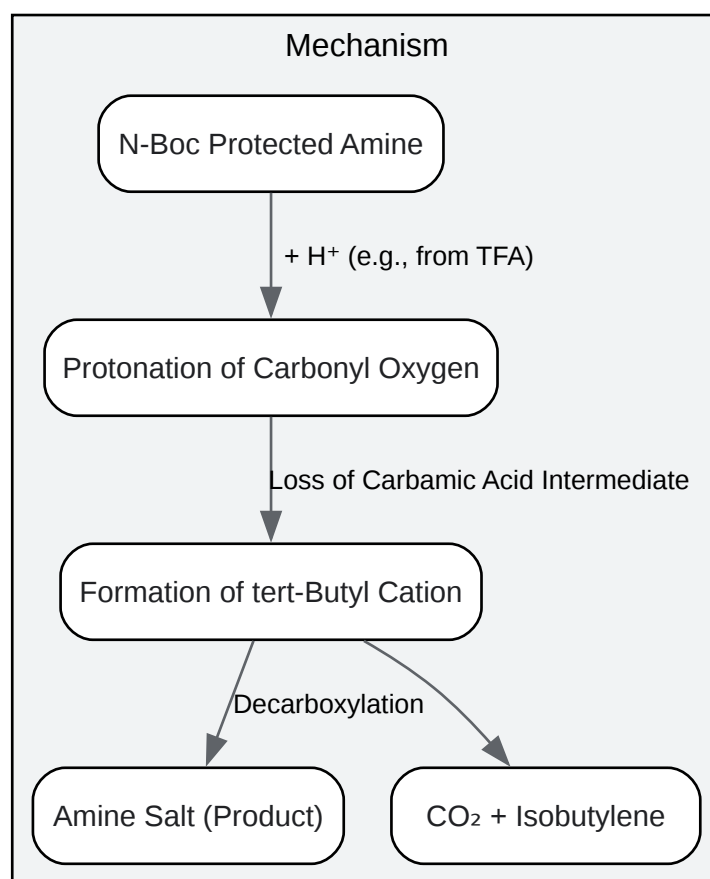 Mechanism
N-Boc Protected Amine
+ H⁺ (e.g., from TFA)
Protonation of Carbonyl Oxygen
Loss of Carbamic Acid Intermediate
Formation of tert-Butyl Cation
Decarboxylation
Amine Salt (Product)
CO₂ + Isobutylene